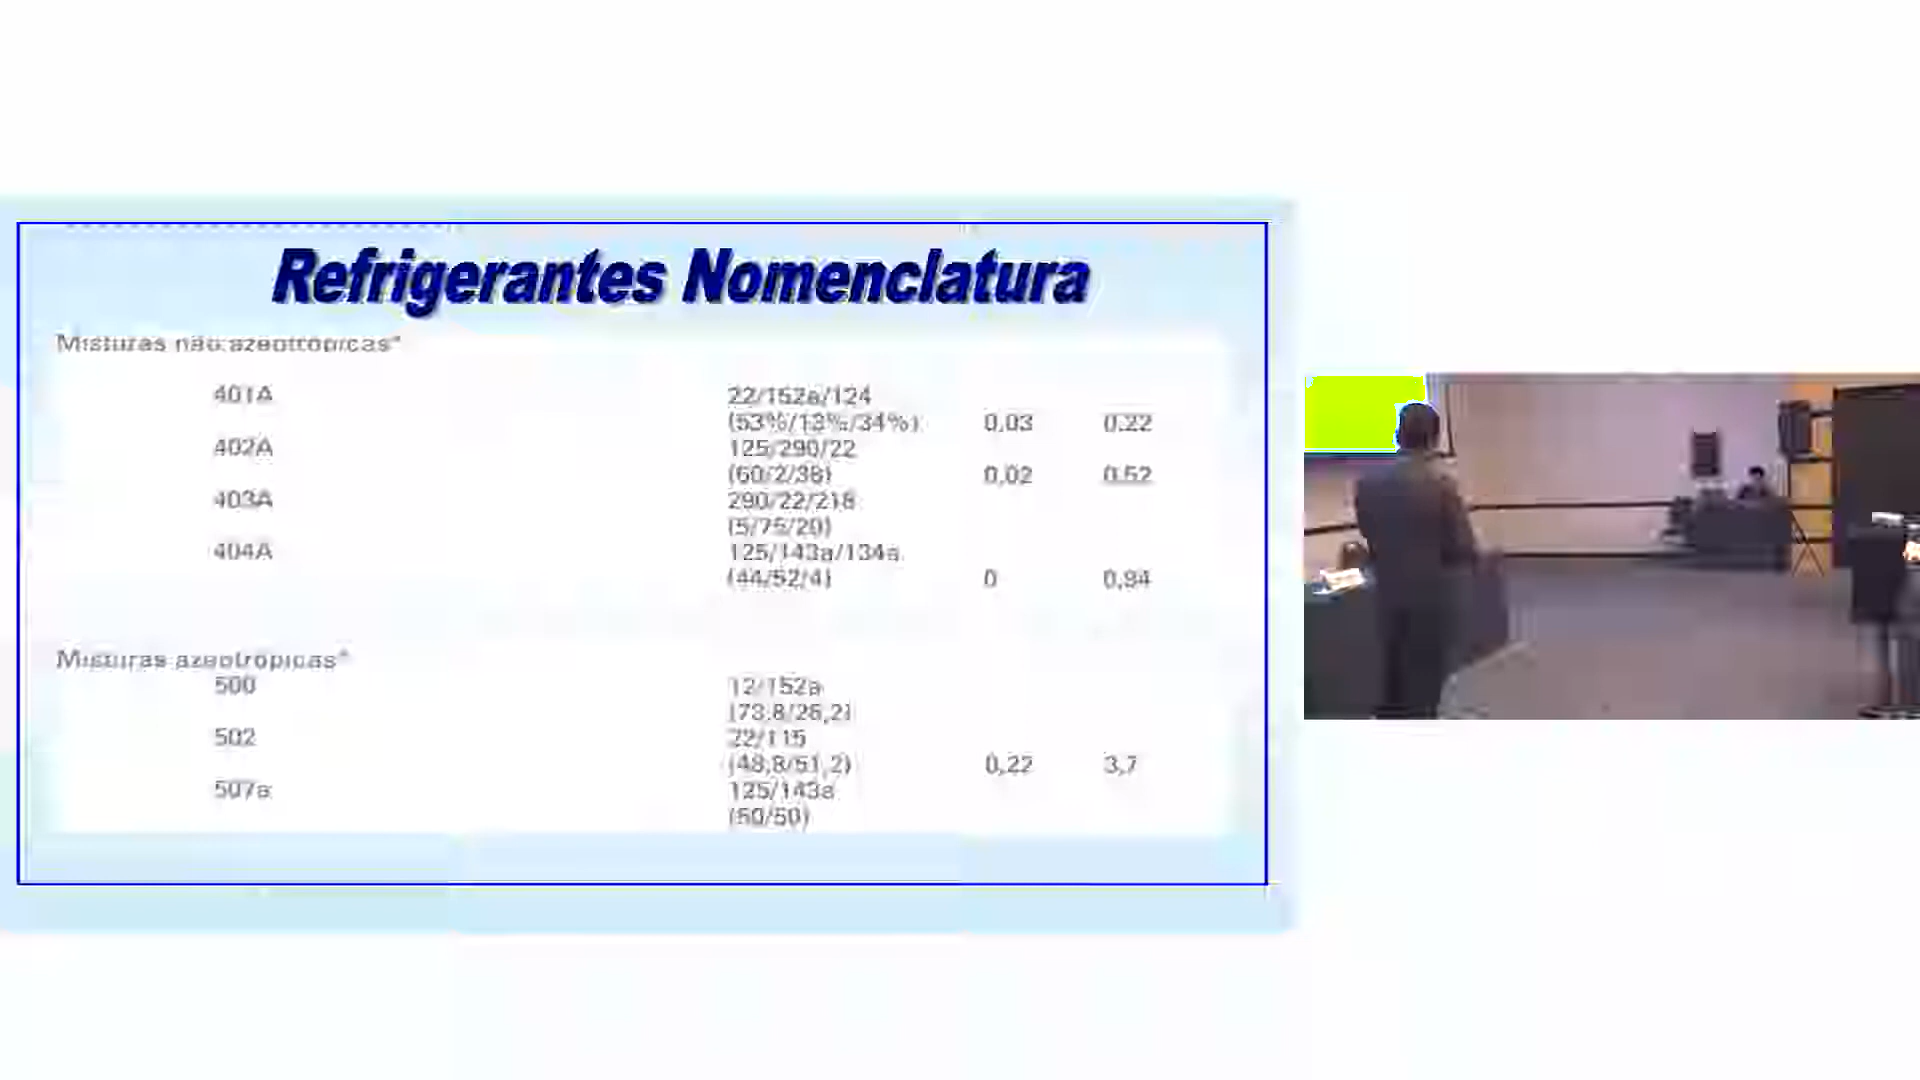 Refrigerantes Nomenclatura
Misturas não azeotrópicas*
401A 22/152a/124
(53%/13%/34%) 0,03 0.22
402A 125/290/22
(60/2/38) 0,02 0.52
403A 290/22/218
(5/75/20)
404A 125/143a/134a
(44/52/4) 0 0,94
Misturas azeotrópicas*
500 12/152a
(73.8/26,2)
502 22/115
(48,8/51,2) 0,22 3,7
507a 125/143a
(50/50)